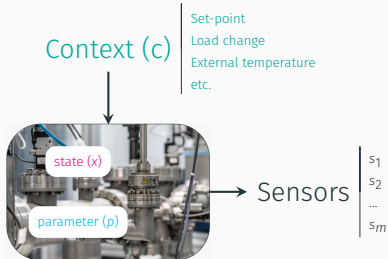 Context (c)
Set-point
Load change
External temperature
etc.
state (x)
parameter (p)
Sensors
s1
s2
...
sm